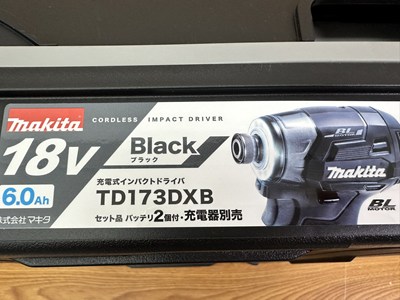 makita
CORDLESS IMPACT DRIVER
18V
Black
ブラック
6.0Ah
充電式インパクトドライバ
TD173DXB
株式会社マキタ
セット品 バッテリ2個付・充電器別売
BL
makita
BL
MOTOR